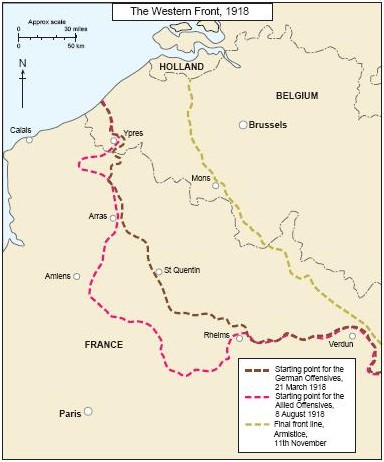 The Western Front, 1918
Approx scale
0 30 miles
0 50 km
N
HOLLAND
BELGIUM
Brussels
Calais
Ypres
Mons
Arras
Amiens
St Quentin
Rheims
Verdun
FRANCE
Paris
Starting point for the
German Offensives,
21 March 1918
Starting point for the
Allied Offensives,
8 August 1918
Final front line,
Armistice,
11th November